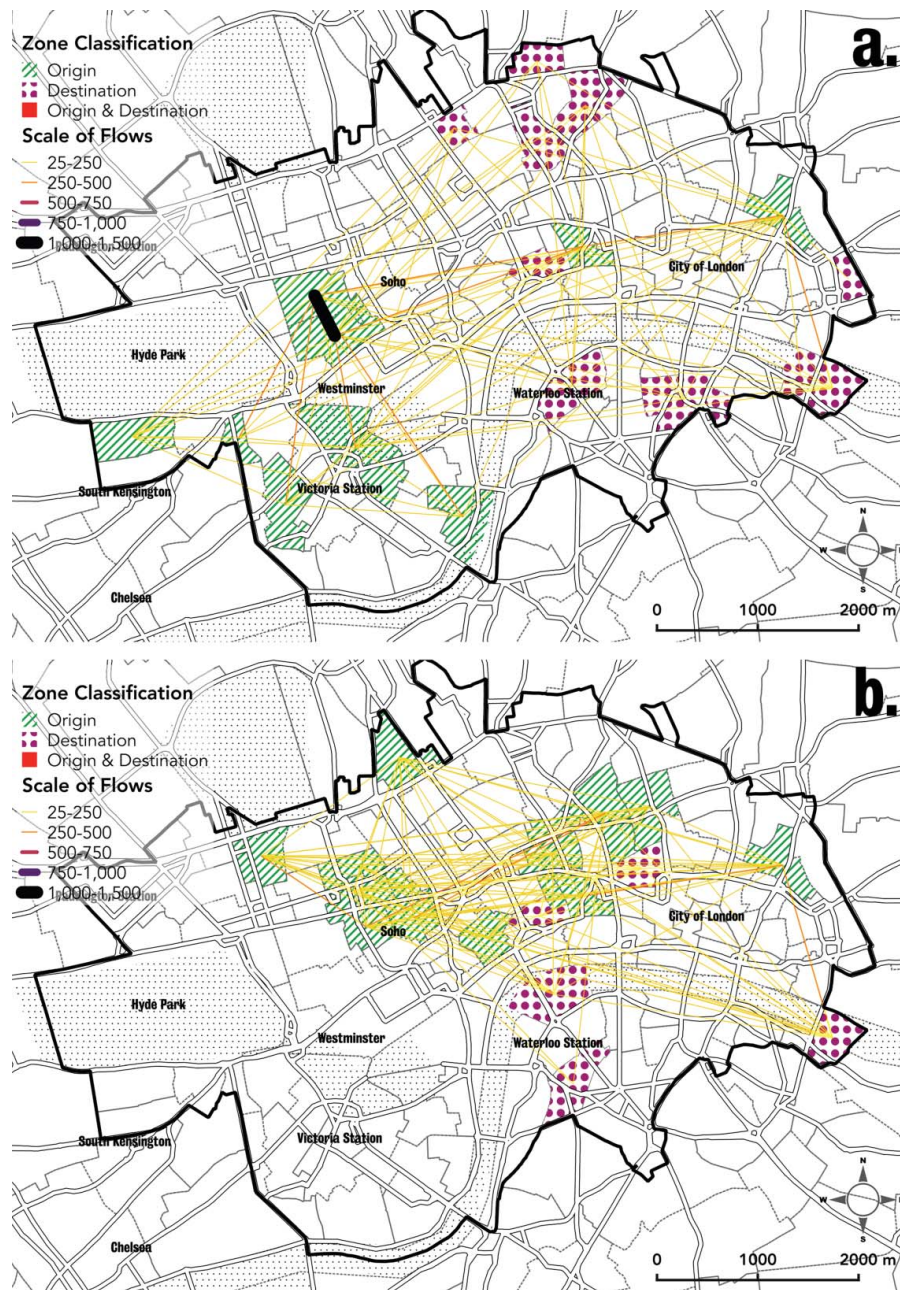 a.
Zone Classification
Origin
Destination
Origin & Destination
Scale of Flows
25-250
250-500
500-750
750-1,000
1,000-1,500
Paddington Station
Soho
City of London
Hyde Park
Westminster
Waterloo Station
South Kensington
Victoria Station
Chelsea
N
W
S
0 1000 2000 m
b.
Zone Classification
Origin
Destination
Origin & Destination
Scale of Flows
25-250
250-500
500-750
750-1,000
1,000-1,500
Paddington Station
Soho
City of London
Hyde Park
Westminster
Waterloo Station
South Kensington
Victoria Station
Chelsea
N
W
S
0 1000 2000 m